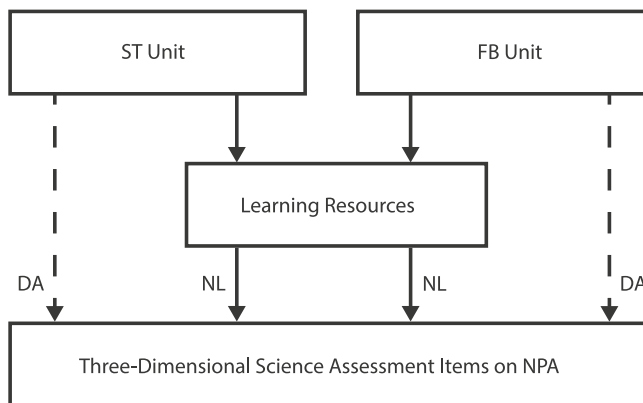 ST Unit
FB Unit
Learning Resources
DA
NL
NL
DA
Three-Dimensional Science Assessment Items on NPA